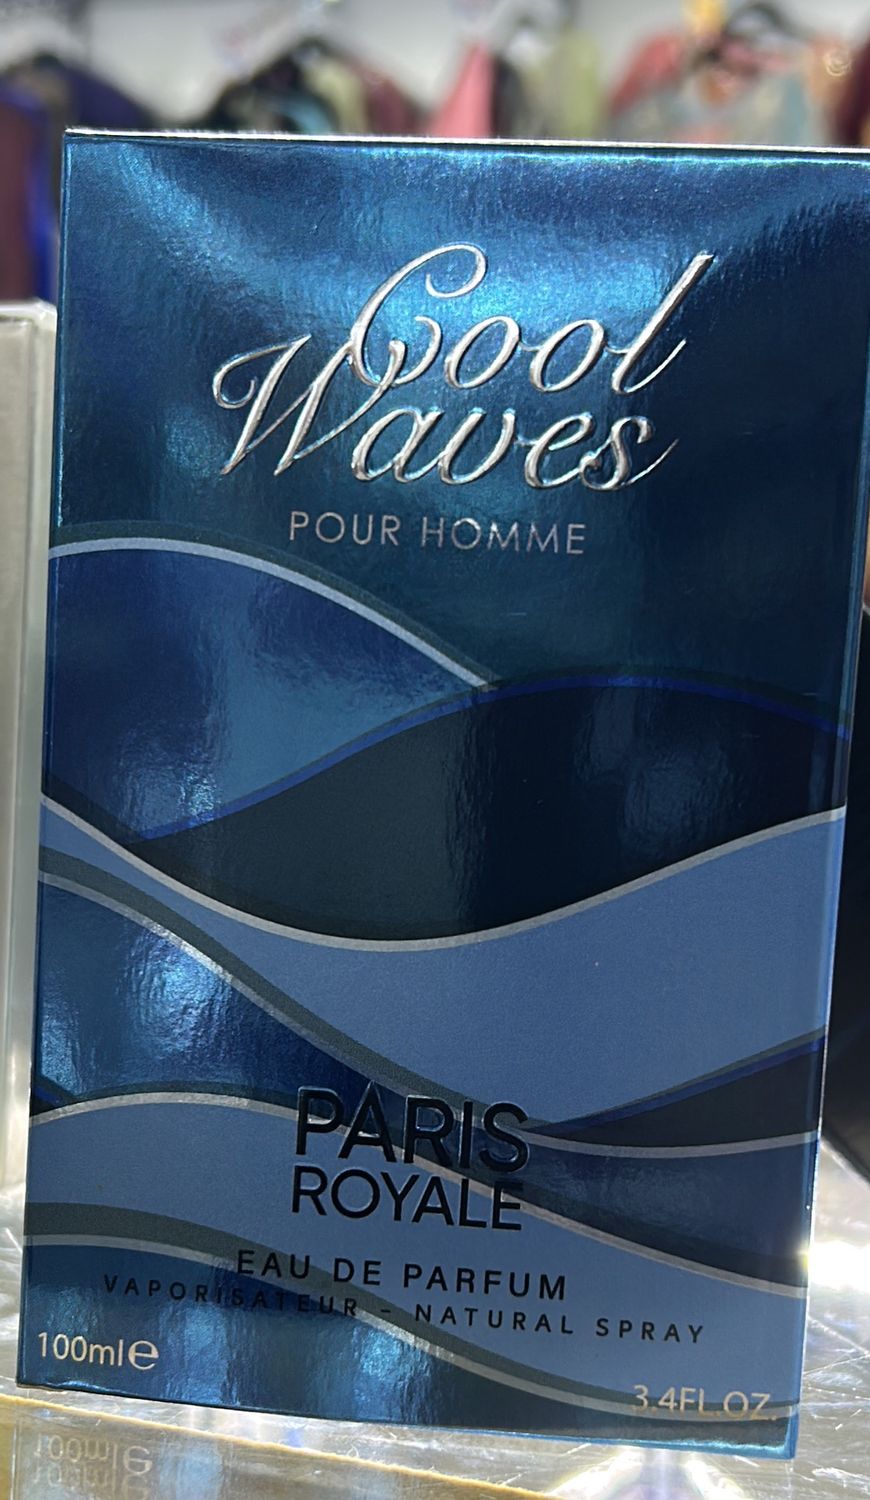 Cool
Waves
POUR HOMME
PARIS
ROYALE
EAU DE PARFUM
VAPORISATEUR - NATURAL SPRAY
100ml℮
3.4FL.OZ.